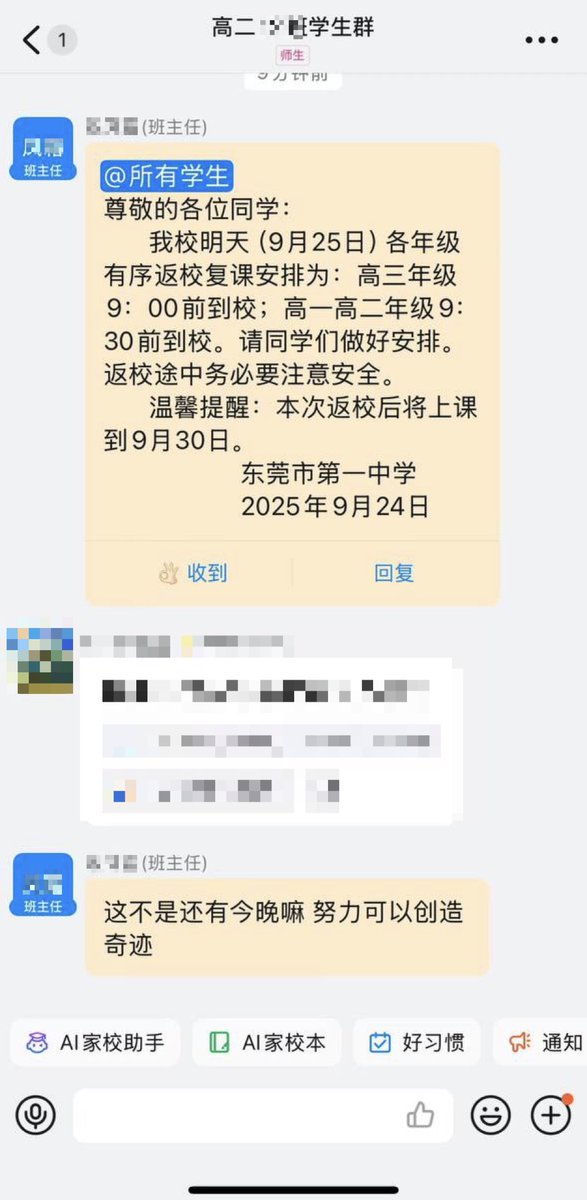 1
高二
班学生群
师生
9分钟前
(班主任)
班主任
@所有学生
尊敬的各位同学：
我校明天（9月25日）各年级
有序返校复课安排为：高三年级
9：00前到校；高一高二年级9：
30前到校。请同学们做好安排。
返校途中务必要注意安全。
温馨提醒：本次返校后将上课
到9月30日。
东莞市第一中学
2025年9月24日
收到
回复
(班主任)
班主任
这不是还有今晚嘛 努力可以创造
奇迹
AI家校助手
AI家校本
好习惯
通知